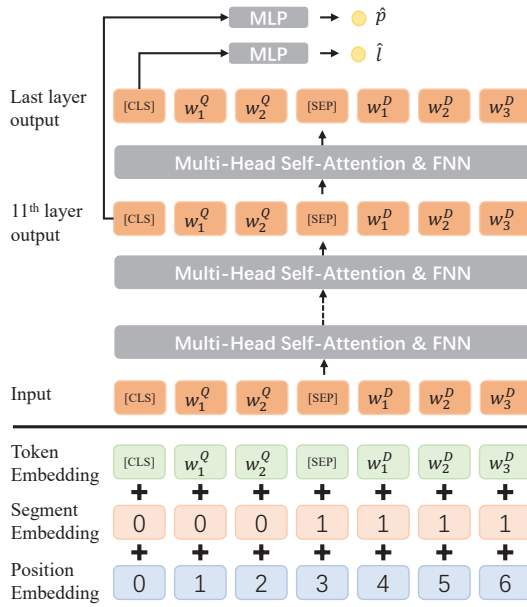 MLP p̂
MLP l̂
Last layer output
[CLS] w₁^Q w₂^Q [SEP] w₁^D w₂^D w₃^D
Multi-Head Self-Attention & FNN
11th layer output
[CLS] w₁^Q w₂^Q [SEP] w₁^D w₂^D w₃^D
Multi-Head Self-Attention & FNN
Multi-Head Self-Attention & FNN
Input [CLS] w₁^Q w₂^Q [SEP] w₁^D w₂^D w₃^D
Token Embedding
[CLS] w₁^Q w₂^Q [SEP] w₁^D w₂^D w₃^D
+ + + + + + +
Segment Embedding
0 0 0 1 1 1 1
+ + + + + + +
Position Embedding
0 1 2 3 4 5 6